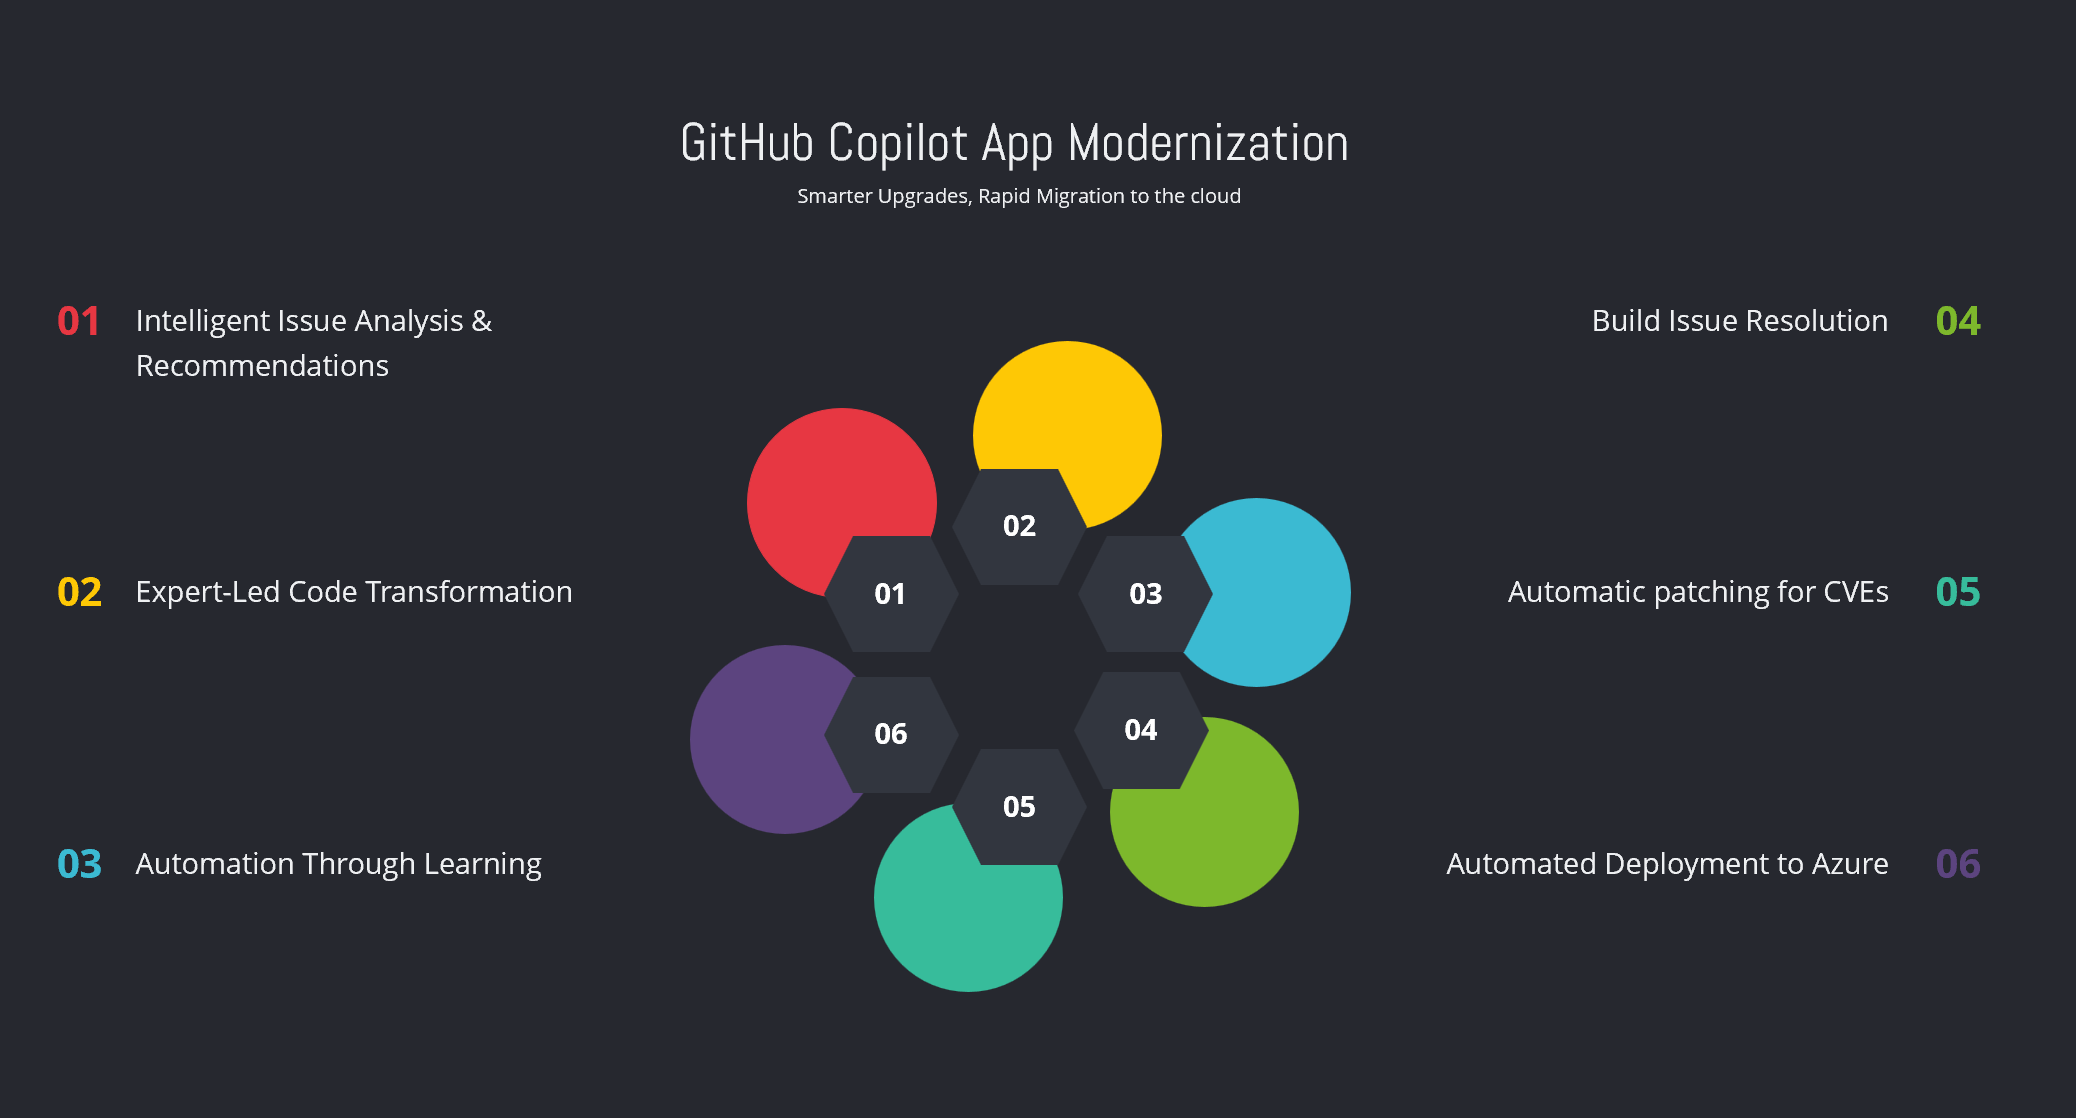 GitHub Copilot App Modernization
Smarter Upgrades, Rapid Migration to the cloud
01 Intelligent Issue Analysis &
Recommendations
02 Expert-Led Code Transformation
03 Automation Through Learning
02
01
03
06
04
05
Build Issue Resolution 04
Automatic patching for CVEs 05
Automated Deployment to Azure 06